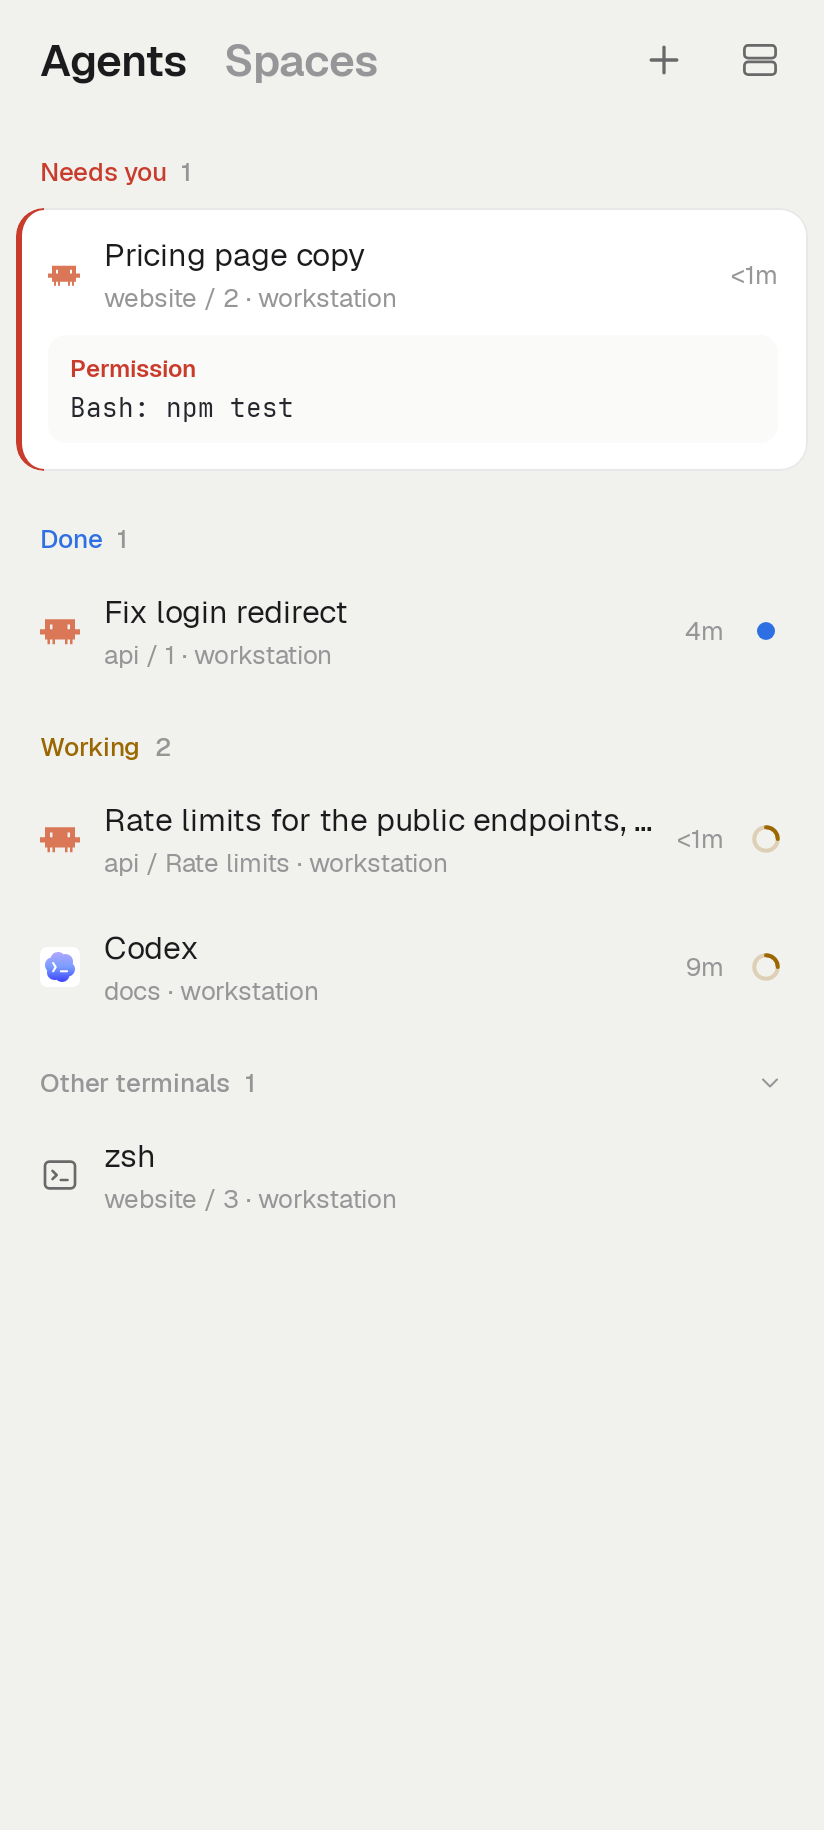 Agents Spaces
Needs you 1
Pricing page copy
<1m
website / 2 · workstation
Permission
Bash: npm test
Done 1
Fix login redirect
4m
api / 1 · workstation
Working 2
Rate limits for the public endpoints, ...
<1m
api / Rate limits · workstation
Codex
9m
docs · workstation
Other terminals 1
zsh
website / 3 · workstation